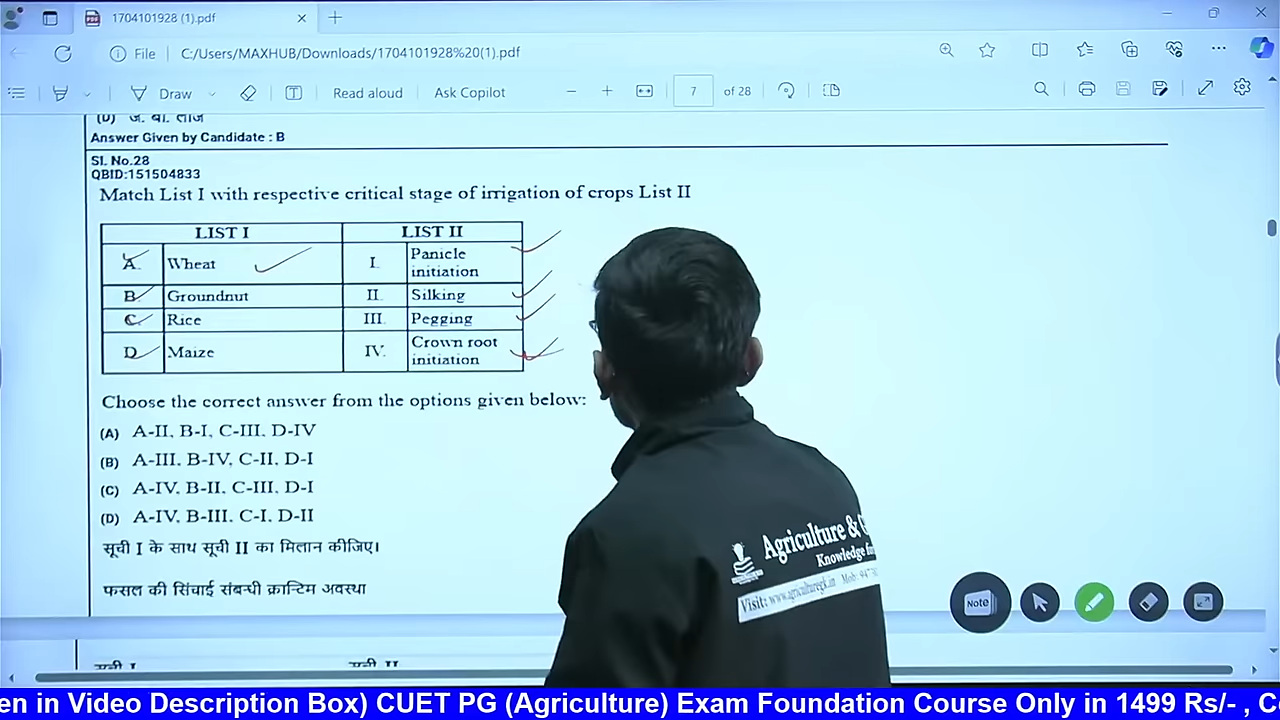 1704101928 (1).pdf
File C:/Users/MAXHUB/Downloads/1704101928%20(1).pdf
Draw Read aloud Ask Copilot 7 of 28
Answer Given by Candidate : B
SI. No.28
QBID:151504833
Match List I with respective critical stage of irrigation of crops List II
LIST I LIST II
A. Wheat I. Panicle initiation
B. Groundnut II. Silking
C. Rice III. Pegging
D. Maize IV. Crown root initiation
Choose the correct answer from the options given below:
(A) A-II, B-I, C-III, D-IV
(B) A-III, B-IV, C-II, D-I
(C) A-IV, B-II, C-III, D-I
(D) A-IV, B-III, C-I, D-II
सूची I के साथ सूची II का मिलान कीजिए।
फसल की सिंचाई संबन्धी क्रान्टिम अवस्था
सूची I सूची II
Agriculture &
Knowledge
Visit: www.agriculturegk.in Mob:
Note
en in Video Description Box) CUET PG (Agriculture) Exam Foundation Course Only in 1499 Rs/- , C